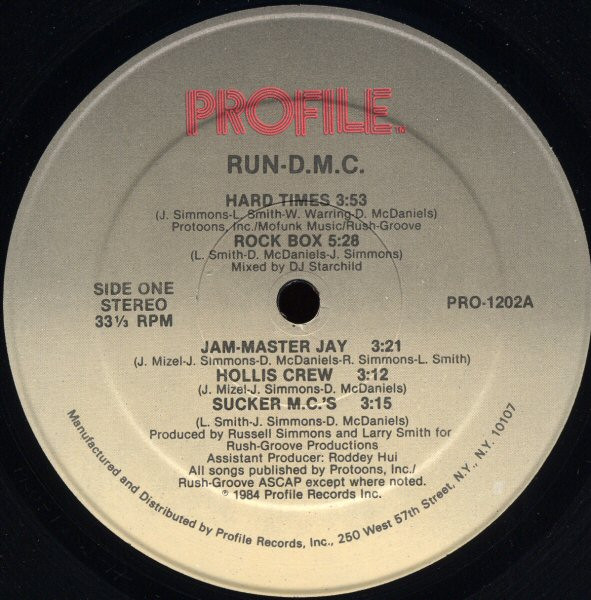 PROFILE TM
RUN-D.M.C.
HARD TIMES 3:53
(J. Simmons-L. Smith-W. Warring-D. McDaniels)
Protoons, Inc./Mofunk Music/Rush-Groove
ROCK BOX 5:28
(L. Smith-D. McDaniels-J. Simmons)
Mixed by DJ Starchild
SIDE ONE
STEREO
33⅓ RPM
PRO-1202A
JAM-MASTER JAY 3:21
(J. Mizel-J. Simmons-D. McDaniels-R. Simmons-L. Smith)
HOLLIS CREW 3:12
(J. Mizel-J. Simmons-D. McDaniels)
SUCKER M.C.'S 3:15
(L. Smith-J. Simmons-D. McDaniels)
Produced by Russell Simmons and Larry Smith for
Rush-Groove Productions
Assistant Producer: Roddey Hui
All songs published by Protoons, Inc./
Rush-Groove ASCAP except where noted.
℗ 1984 Profile Records Inc.
Manufactured and Distributed by Profile Records, Inc., 250 West 57th Street, N.Y., N.Y. 10107